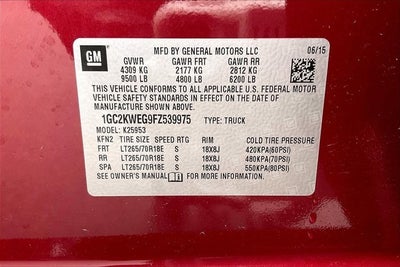 GM
MFD BY GENERAL MOTORS LLC 06/15
GVWR GAWR FRT GAWR RR
4309 KG 2177 KG 2812 KG
9500 LB 4800 LB 6200 LB
THIS VEHICLE CONFORMS TO ALL APPLICABLE U.S. FEDERAL MOTOR
VEHICLE SAFETY STANDARDS IN EFFECT ON THE DATE OF
MANUFACTURE SHOWN ABOVE.
1GC2KWEG9FZ539975 TYPE: TRUCK
MODEL: K25953
KFN2 TIRE SIZE SPEED RTG RIM COLD TIRE PRESSURE
FRT LT265/70R18E S 18X8J 420KPA(60PSI)
RR LT265/70R18E S 18X8J 480KPA(70PSI)
SPA LT265/70R18E S 18X8J 550KPA(80PSI)
SEE OWNER'S MANUAL FOR MORE INFORMATION.